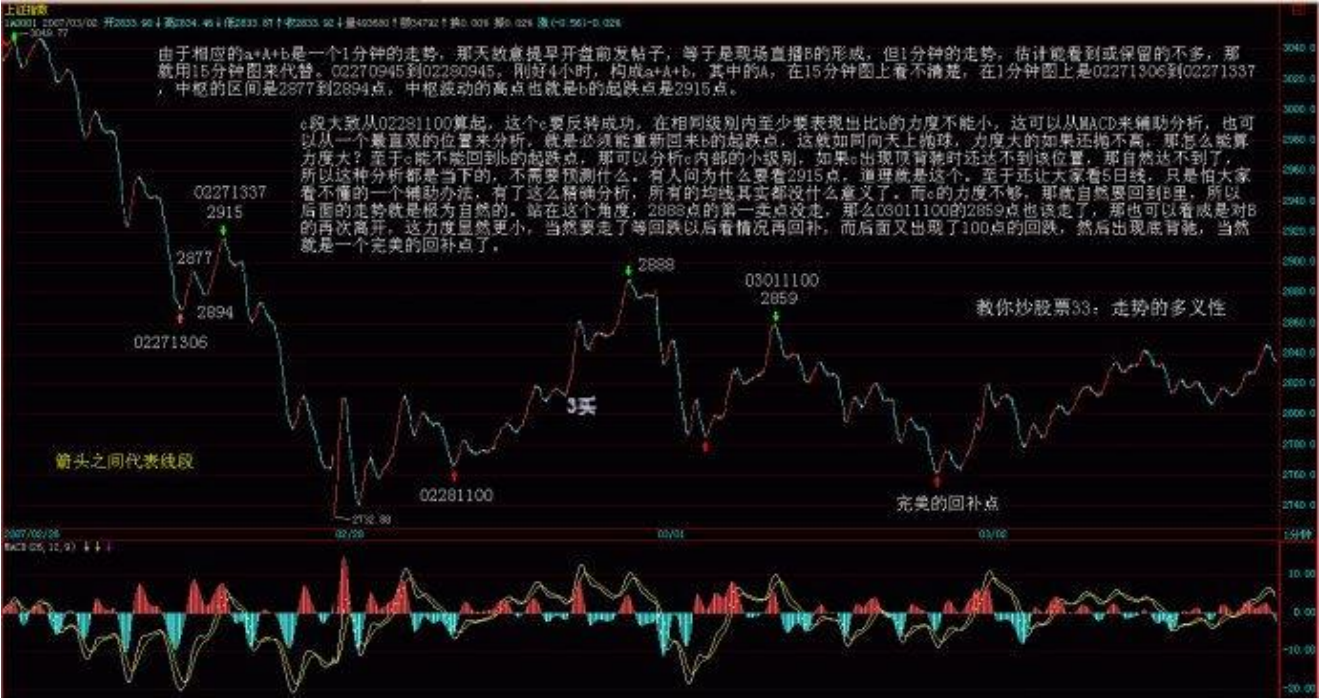 上证指数
1A0001 2007/03/02 开2833.90↓高2834.46↓低2833.87↑收2833.92↓量493680↑额34792↑换0.00% 振0.02% 涨(-0.56)-0.02%
3049.77
由于相应的a+A+b是一个1分钟的走势，那天故意提早开盘前发帖子，等于是现场直播B的形成，但1分钟的走势，估计能看到或保留的不多，那
就用15分钟图来代替。02270945到02280945，刚好4小时，构成a+A+b，其中的A，在15分钟图上看不清楚，在1分钟图上是02271306到02271337
，中枢的区间是2877到2894点，中枢波动的高点也就是b的起跌点是2915点。
c段大致从02281100算起，这个c要反转成功，在相同级别内至少要表现出比b的力度不能小，这可以从MACD来辅助分析，也可
以从一个最直观的位置来分析，就是必须能重新回来b的起跌点，这就如同向天上抛球，力度大的如果还抛不高，那怎么能算
力度大？至于c能不能回到b的起跌点，那可以分析c内部的小级别，如果c出现顶背驰时还达不到该位置，那自然达不到了，
所以这种分析都是当下的，不需要预测什么。有人问为什么要看2915点，道理就是这个。至于还让大家看5日线，只是怕大家
看不懂的一个辅助办法，有了这么精确分析，所有的均线其实都没什么意义了。而c的力度不够，那就自然要回到B里，所以
后面的走势就是极为自然的。站在这个角度，2888点的第一卖点没走，那么03011100的2859点也该走了，那也可以看成是对B
的再次离开，这力度显然更小，当然要走了等回跌以后看情况再回补，而后面又出现了100点的回跌，然后出现底背驰，当然
就是一个完美的回补点了。
02271337
2915
2877
2894
02271306
2888
03011100
2859
教你炒股票33：走势的多义性
3买
箭头之间代表线段
02281100
完美的回补点
2732.88
3040.0
3020.0
3000.0
2980.0
2960.0
2940.0
2920.0
2900.0
2880.0
2860.0
2840.0
2820.0
2800.0
2780.0
2760.0
2740.0
2007/02/26
02/28
03/01
03/02
1分钟
MACD(26,12,9)
10.00
0.00
-10.00
-20.00